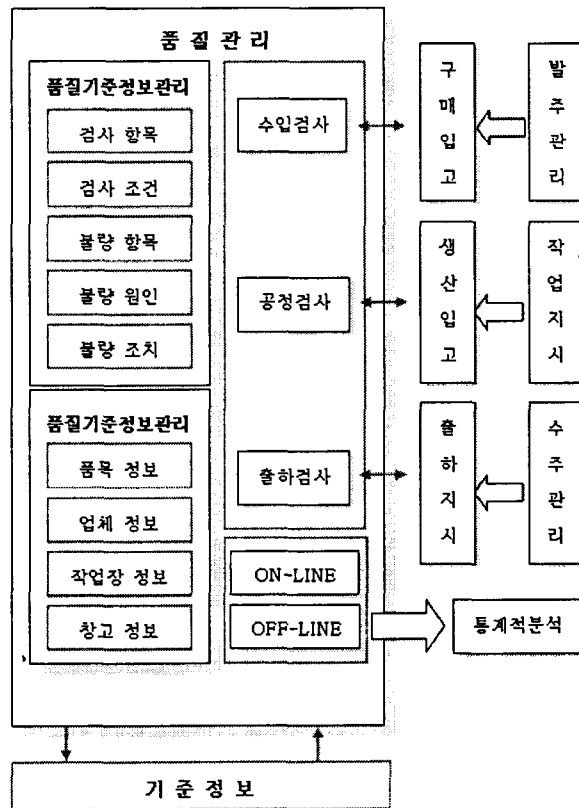 품질관리
품질기준정보관리
검사 항목
검사 조건
불량 항목
불량 원인
불량 조치
품질기준정보관리
품목 정보
업체 정보
작업장 정보
창고 정보
수입검사
공정검사
출하검사
ON-LINE
OFF-LINE
구매입고
발주관리
생산입고
작업지시
출하지시
수주관리
통계적분석
기준정보